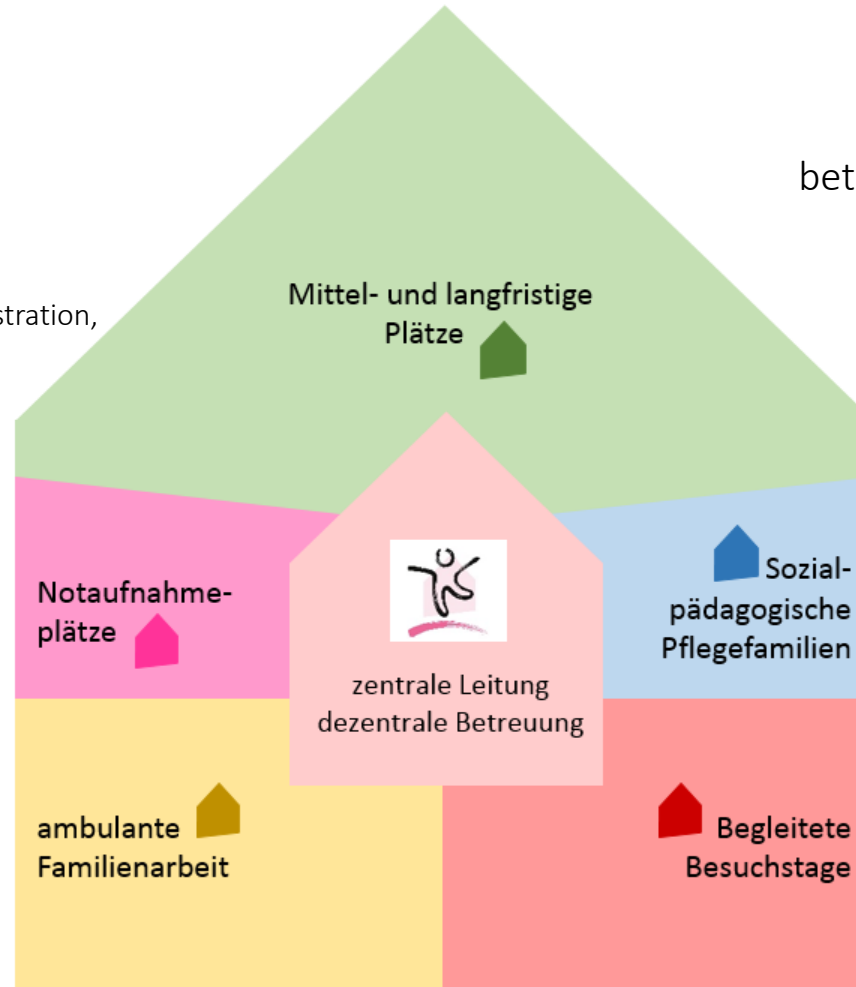 bet
stration,
Mittel- und langfristige
Plätze
Notaufnahme-
plätze
Sozial-
pädagogische
Pflegefamilien
zentrale Leitung
dezentrale Betreuung
ambulante
Familienarbeit
Begleitete
Besuchstage